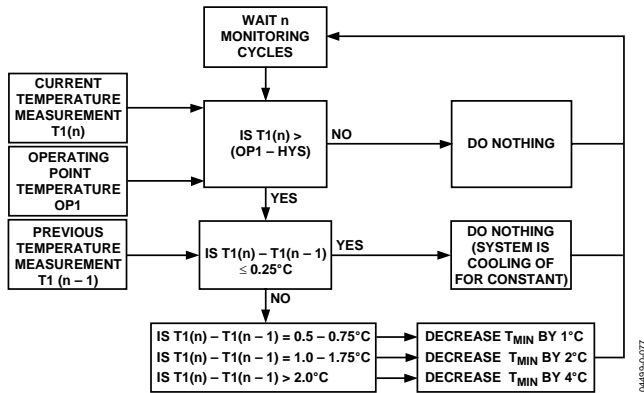 WAIT n
MONITORING
CYCLES
CURRENT
TEMPERATURE
MEASUREMENT
T1(n)
IS T1(n) >
(OP1 – HYS)
NO
DO NOTHING
OPERATING
POINT
TEMPERATURE
OP1
YES
PREVIOUS
TEMPERATURE
MEASUREMENT
T1 (n – 1)
IS T1(n) – T1(n – 1)
≤ 0.25°C
YES
DO NOTHING
(SYSTEM IS
COOLING OF
FOR CONSTANT)
NO
IS T1(n) – T1(n – 1) = 0.5 – 0.75°C
DECREASE TMIN BY 1°C
IS T1(n) – T1(n – 1) = 1.0 – 1.75°C
DECREASE TMIN BY 2°C
IS T1(n) – T1(n – 1) > 2.0°C
DECREASE TMIN BY 4°C
04499-0-077